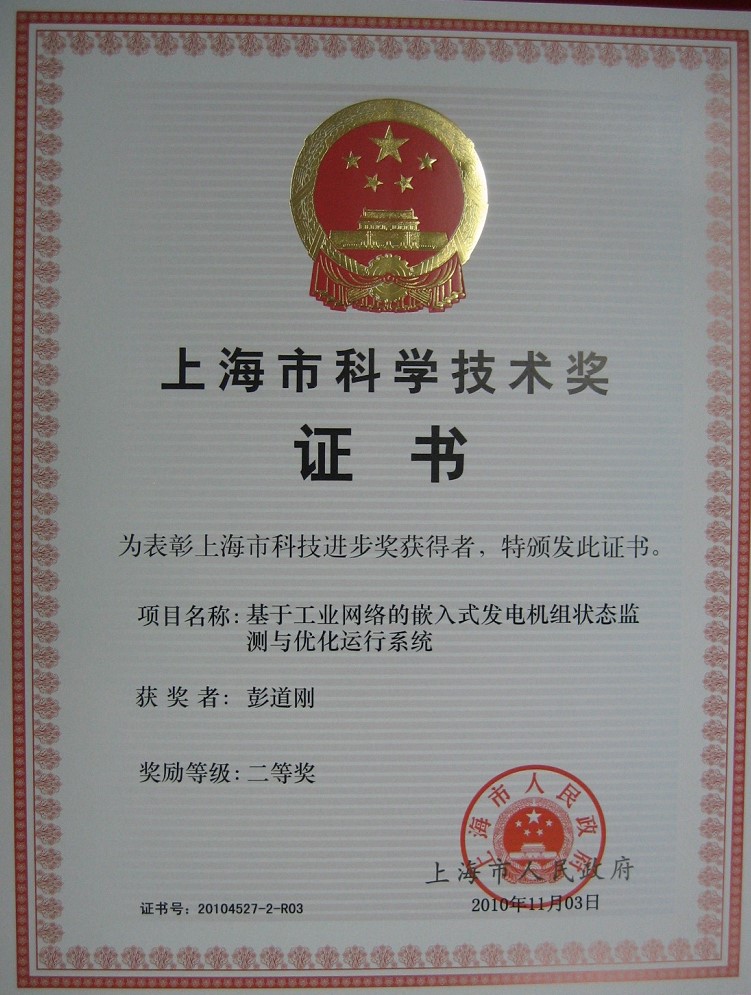 上海市科学技术奖
证书
为表彰上海市科技进步奖获得者，特颁发此证书。
项目名称：基于工业网络的嵌入式发电机组状态监
测与优化运行系统
获奖者：彭道刚
奖励等级：二等奖
上海市人民政府
上海市人民政府
2010年11月03日
证书号：20104527-2-R03